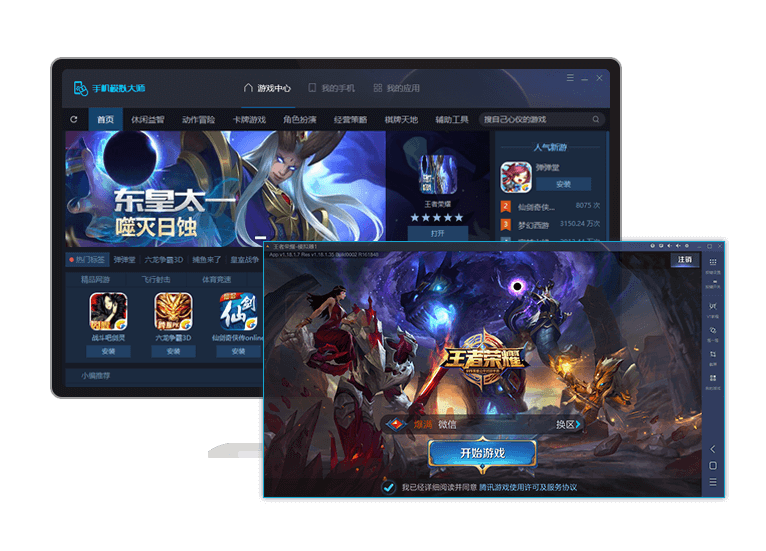 手机模拟大师
游戏中心 我的手机 我的应用
首页 休闲益智 动作冒险 卡牌游戏 角色扮演 经营策略 棋牌天地 辅助工具 搜自己心仪的游戏
东皇太一
噬灭日蚀
王者荣耀
打开
人气新游
弹弹堂
安装
2 仙剑奇侠... 8075 次
3 梦幻西游 3150.24 万次
热门标签 弹弹堂 六龙争霸3D 捕鱼来了 皇室战争
精品网游 飞行射击 体育竞速
战斗吧剑灵 六龙争霸3D 仙剑奇侠传online
安装 安装 安装
小编推荐
王者荣耀-模拟器1
注销
王者荣耀
爆满 微信 换区
开始游戏
我已经详细阅读并同意 腾讯游戏使用许可及服务协议